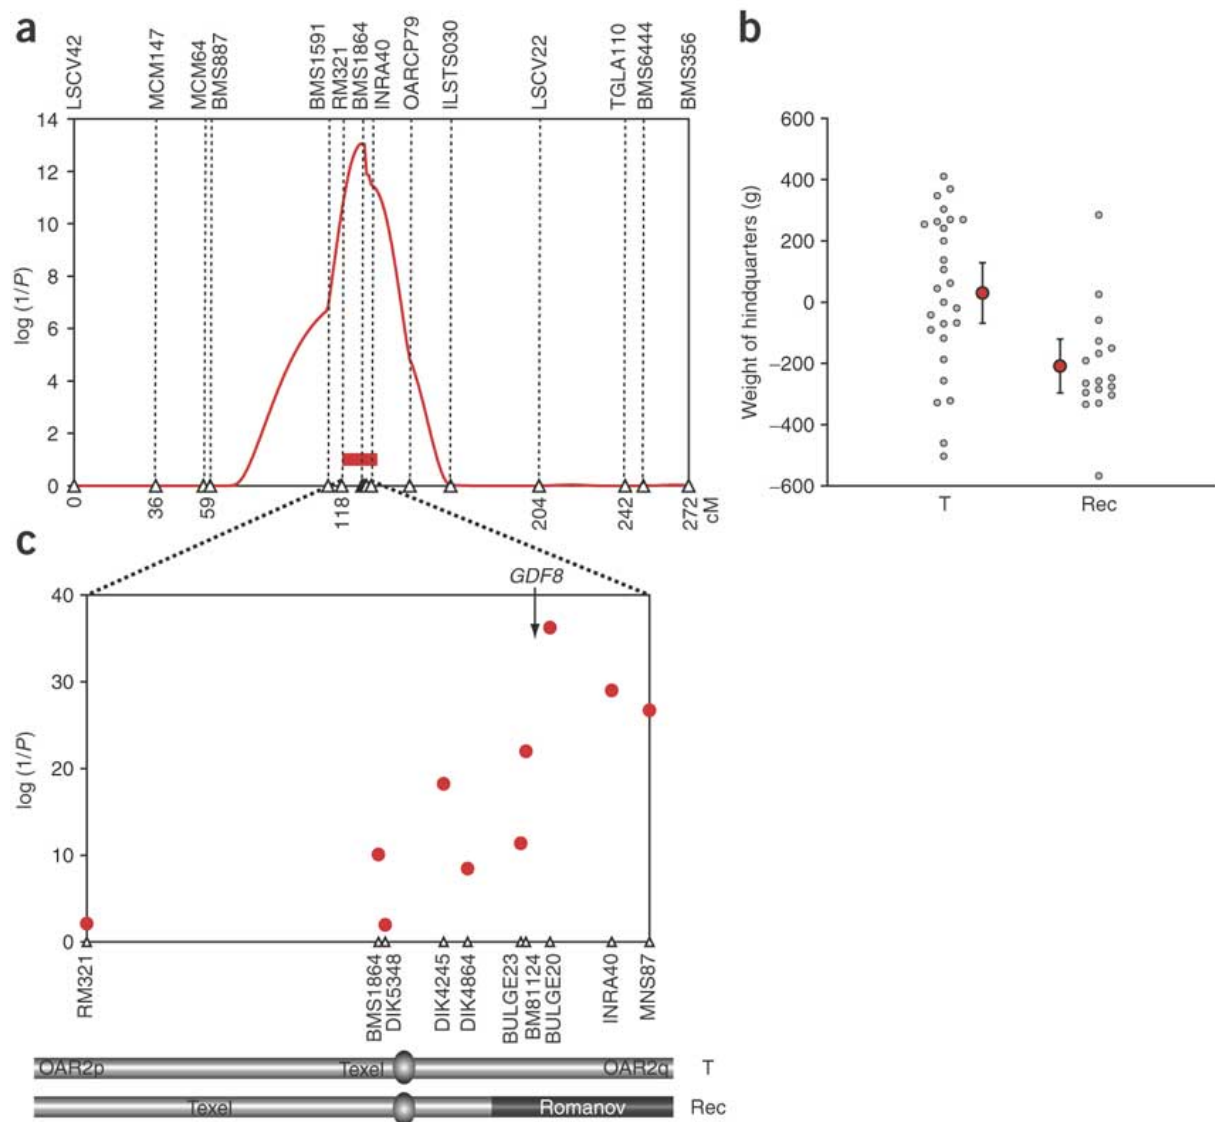 a
LSCV42
MCM147
MCM64
BMS887
BMS1591
RM321
BMS1864
INRA40
OARCP79
ILSTS030
LSCV22
TGLA110
BMS6444
BMS356
14
12
10
8
6
4
2
0
log (1/P)
0
36
59
118
204
242
272
cM
b
600
400
200
0
−200
−400
−600
Weight of hindquarters (g)
T
Rec
c
GDF8
40
30
20
10
0
log (1/P)
RM321
BMS1864
DIK5348
DIK4245
DIK4864
BULGE23
BM81124
BULGE20
INRA40
MNS87
OAR2p Texel OAR2q T
Texel Romanov Rec